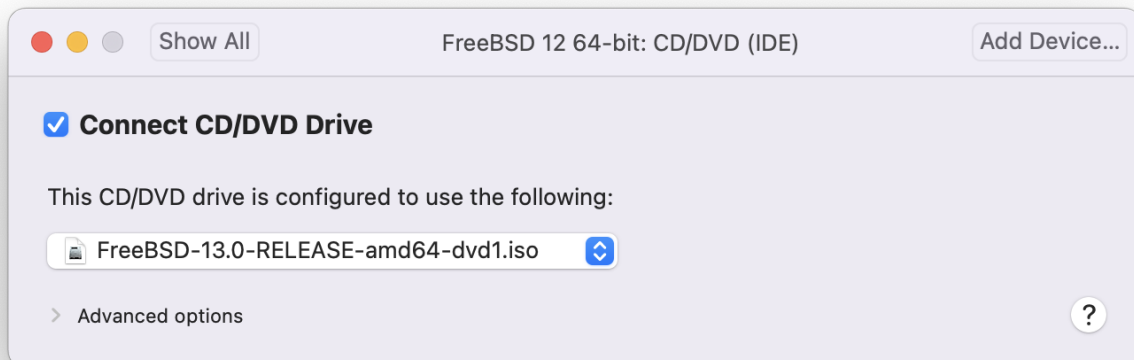 Show All
FreeBSD 12 64-bit: CD/DVD (IDE)
Add Device...
Connect CD/DVD Drive
This CD/DVD drive is configured to use the following:
FreeBSD-13.0-RELEASE-amd64-dvd1.iso
Advanced options
?